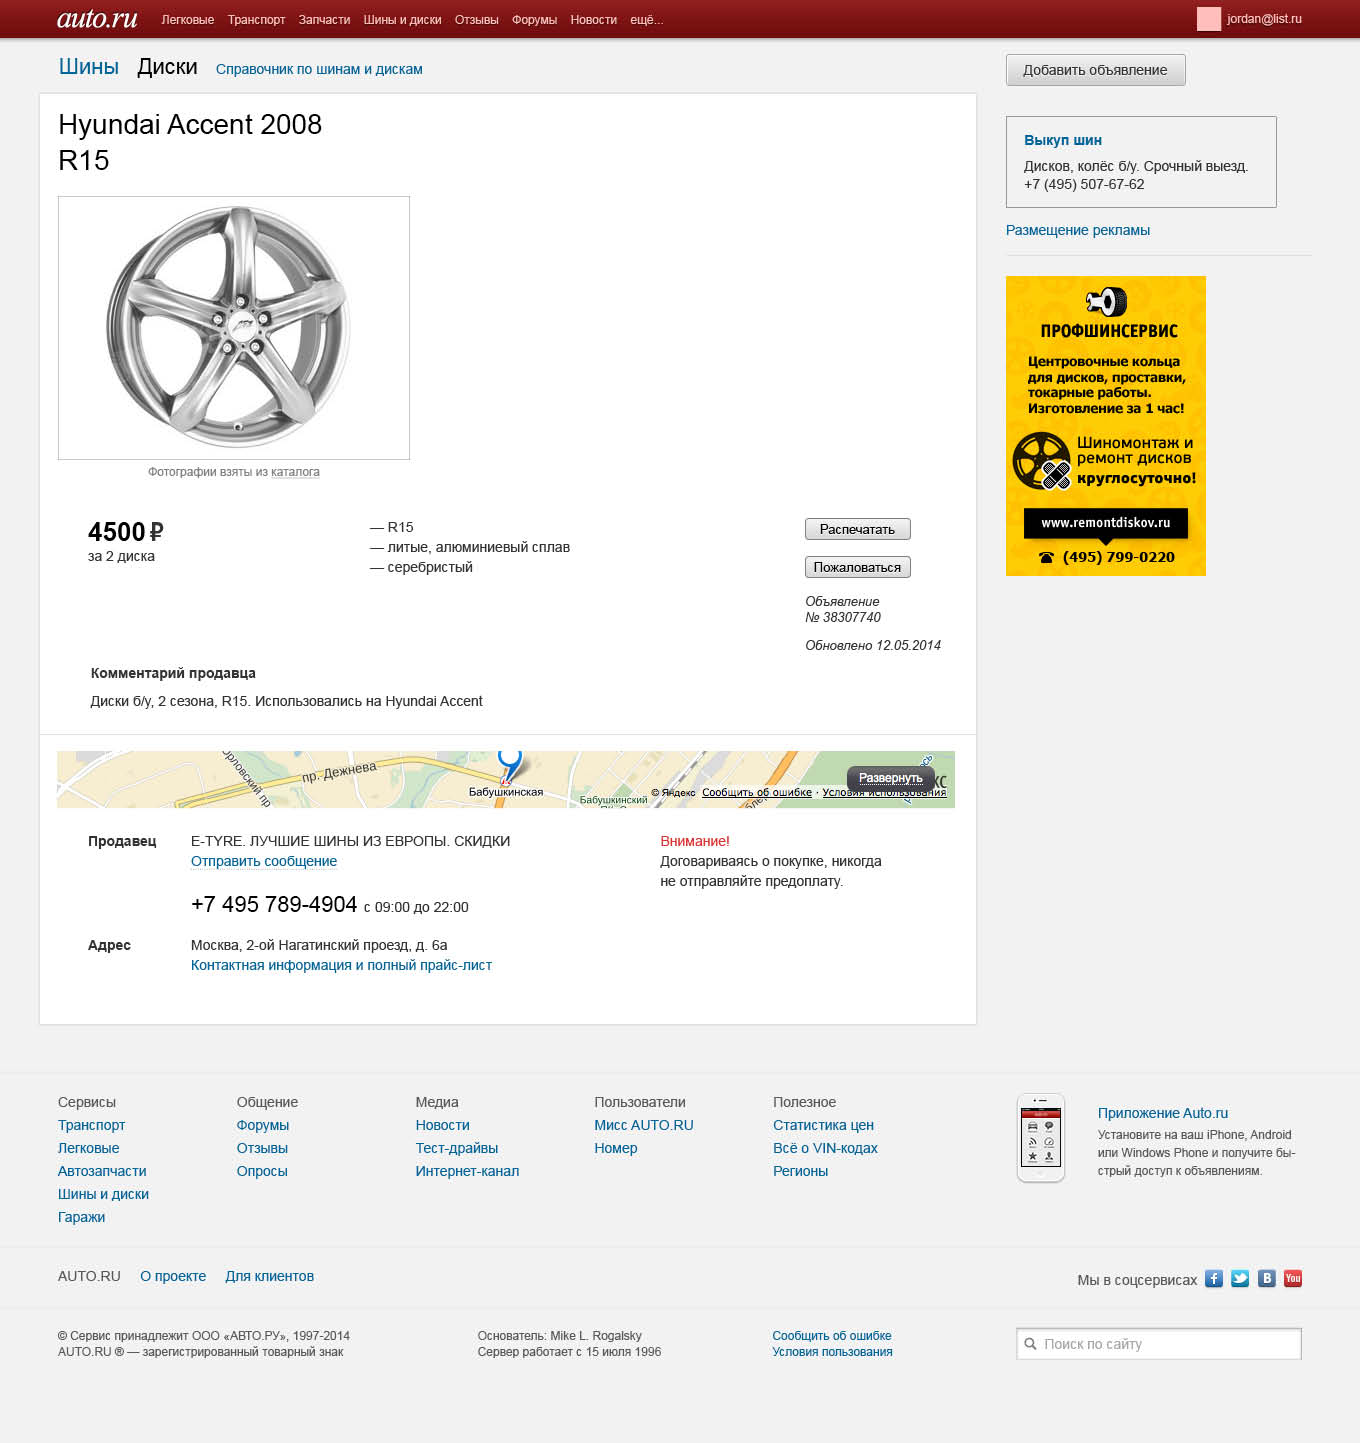 auto.ru Легковые Транспорт Запчасти Шины и диски Отзывы Форумы Новости ещё... jordan@list.ru
Шины Диски Справочник по шинам и дискам
Добавить объявление
Hyundai Accent 2008
R15
Фотографии взяты из каталога
4500 ₽
за 2 диска
— R15
— литые, алюминиевый сплав
— серебристый
Распечатать
Пожаловаться
Объявление
№ 38307740
Обновлено 12.05.2014
Комментарий продавца
Диски б/у, 2 сезона, R15. Использовались на Hyundai Accent
пр. Дежнева
Бабушкинская
Бабушкинский
Развернуть
© Яндекс Сообщить об ошибке · Условия использования
Продавец
E-TYRE. ЛУЧШИЕ ШИНЫ ИЗ ЕВРОПЫ. СКИДКИ
Отправить сообщение
+7 495 789-4904 с 09:00 до 22:00
Адрес
Москва, 2-ой Нагатинский проезд, д. 6а
Контактная информация и полный прайс-лист
Внимание!
Договариваясь о покупке, никогда
не отправляйте предоплату.
Выкуп шин
Дисков, колёс б/у. Срочный выезд.
+7 (495) 507-67-62
Размещение рекламы
ПРОФШИНСЕРВИС
Центровочные кольца
для дисков, проставки,
токарные работы.
Изготовление за 1 час!
Шиномонтаж и
ремонт дисков
круглосуточно!
www.remontdiskov.ru
(495) 799-0220
Сервисы
Транспорт
Легковые
Автозапчасти
Шины и диски
Гаражи
Общение
Форумы
Отзывы
Опросы
Медиа
Новости
Тест-драйвы
Интернет-канал
Пользователи
Мисс AUTO.RU
Номер
Полезное
Статистика цен
Всё о VIN-кодах
Регионы
Приложение Auto.ru
Установите на ваш iPhone, Android
или Windows Phone и получите бы-
стрый доступ к объявлениям.
AUTO.RU О проекте Для клиентов
Мы в соцсервисах
You
© Сервис принадлежит ООО «АВТО.РУ», 1997-2014
AUTO.RU ® — зарегистрированный товарный знак
Основатель: Mike L. Rogalsky
Сервер работает с 15 июля 1996
Сообщить об ошибке
Условия пользования
Поиск по сайту